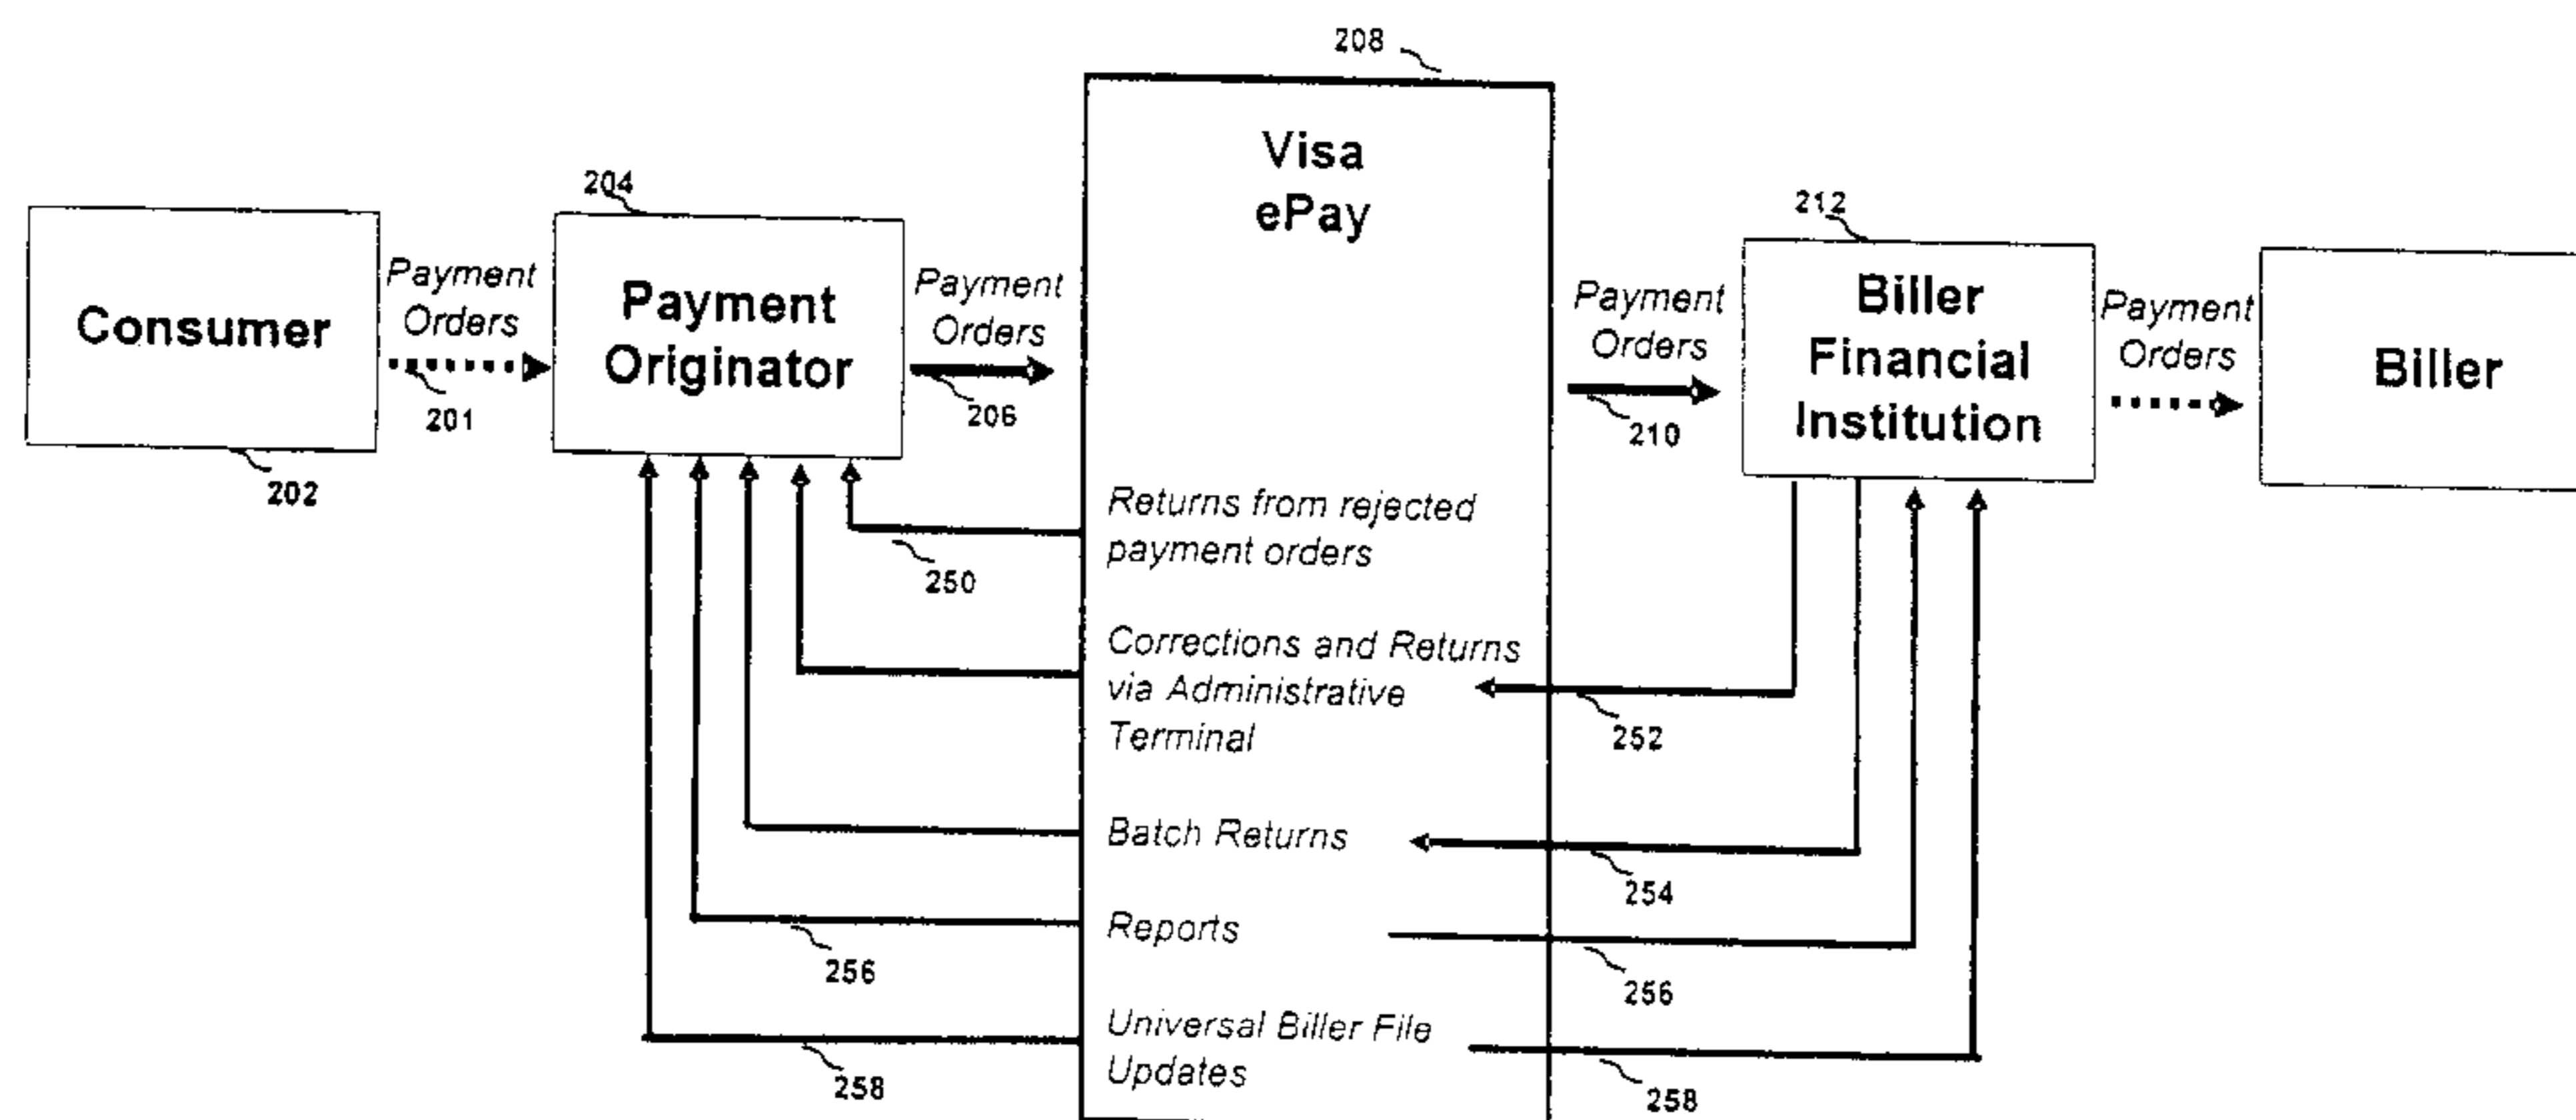 208
Visa
ePay
204
212
Consumer
Payment
Orders
201
202
Payment
Originator
Payment
Orders
206
Payment
Orders
210
Biller
Financial
Institution
Payment
Orders
Biller
Returns from rejected
payment orders
250
Corrections and Returns
via Administrative
Terminal
252
Batch Returns
254
Reports
256
256
Universal Biller File
Updates
258
258